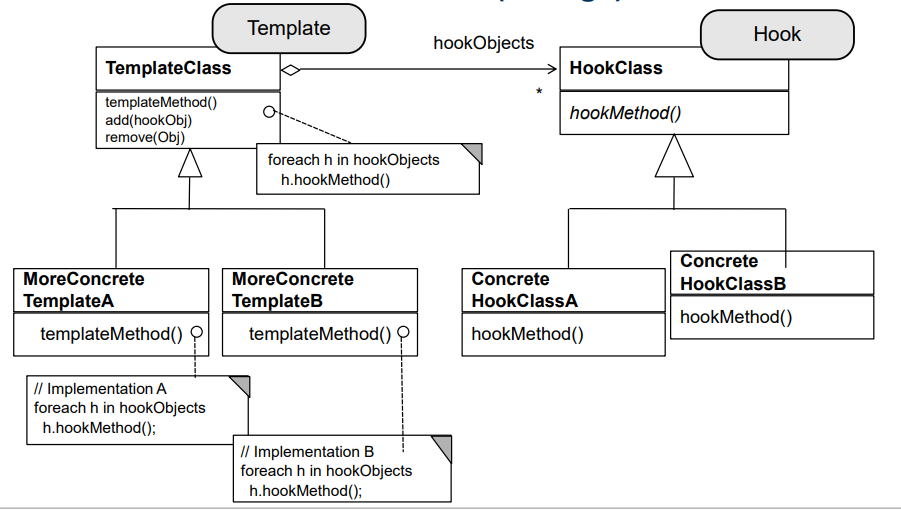 Template
Hook
hookObjects
TemplateClass
HookClass
*
templateMethod()
add(hookObj)
remove(Obj)
hookMethod()
foreach h in hookObjects
h.hookMethod()
MoreConcrete
TemplateA
MoreConcrete
TemplateB
Concrete
HookClassA
Concrete
HookClassB
templateMethod()
templateMethod()
hookMethod()
hookMethod()
// Implementation A
foreach h in hookObjects
h.hookMethod();
// Implementation B
foreach h in hookObjects
h.hookMethod();